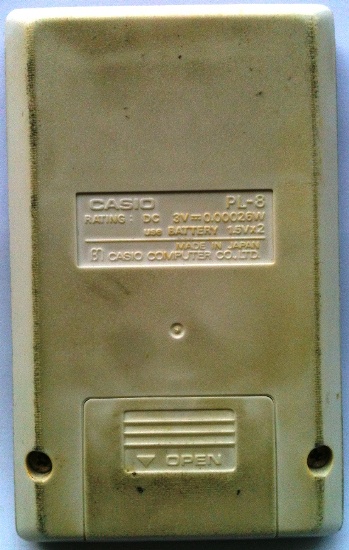 CASIO PL-8
RATING : DC 3V⎓0.00026W
USE BATTERY 1.5V×2
MADE IN JAPAN
CASIO COMPUTER CO.,LTD.
▽ OPEN